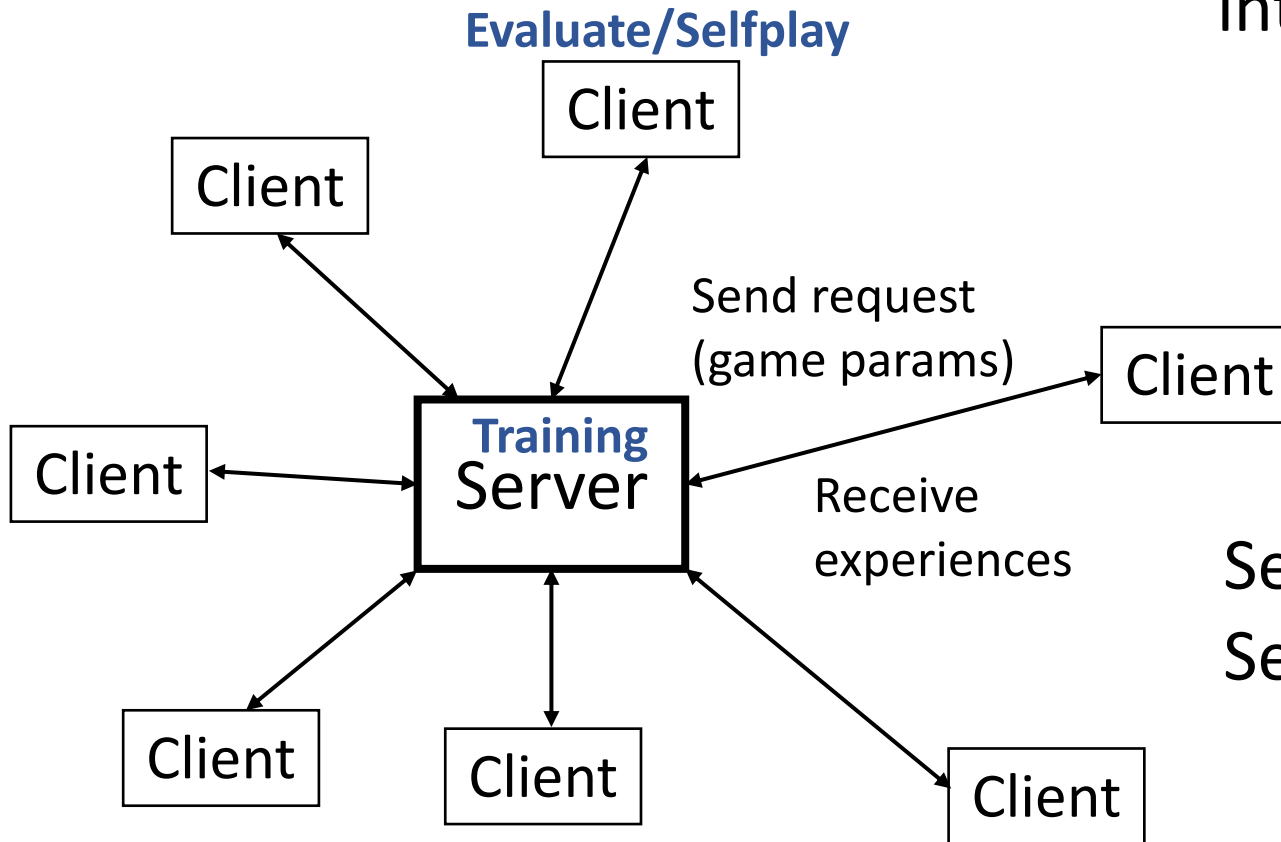 Evaluate/Selfplay
Client
Client
Send request
(game params)
Client
Training
Server
Client
Receive
experiences
Client
Client
Client